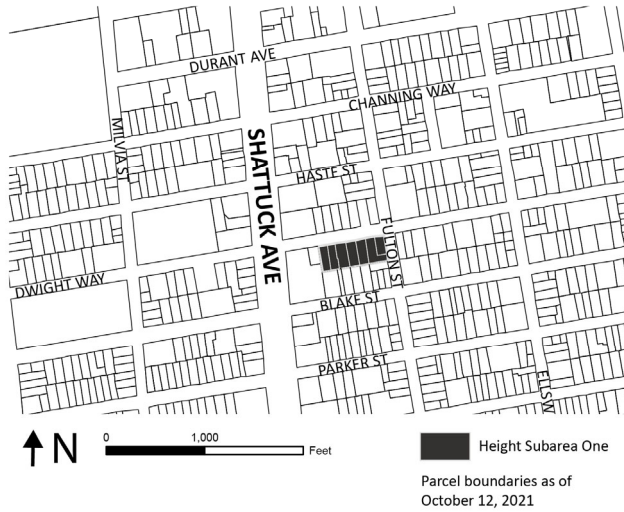 DURANT AVE
CHANNING WAY
MILVIA S
SHATTUCK AVE
HASTE ST
FULTON ST
DWIGHT WAY
BLAKE ST
PARKER ST
ELLSW
N
0 1,000
Feet
Height Subarea One
Parcel boundaries as of
October 12, 2021